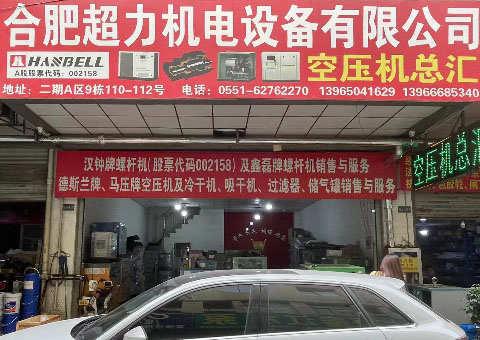 合肥超力机电设备有限公司
HANBELL
A股股票代码：002158
空压机总汇
地址：二期A区9栋110-112号 电话：0551-62762270 13965041629 13966685340
汉钟牌螺杆机(股票代码002158)及鑫磊牌螺杆机销售与服务
德斯兰牌、马压牌空压机及冷干机、吸干机、过滤器、储气罐销售与服务
空压机总汇